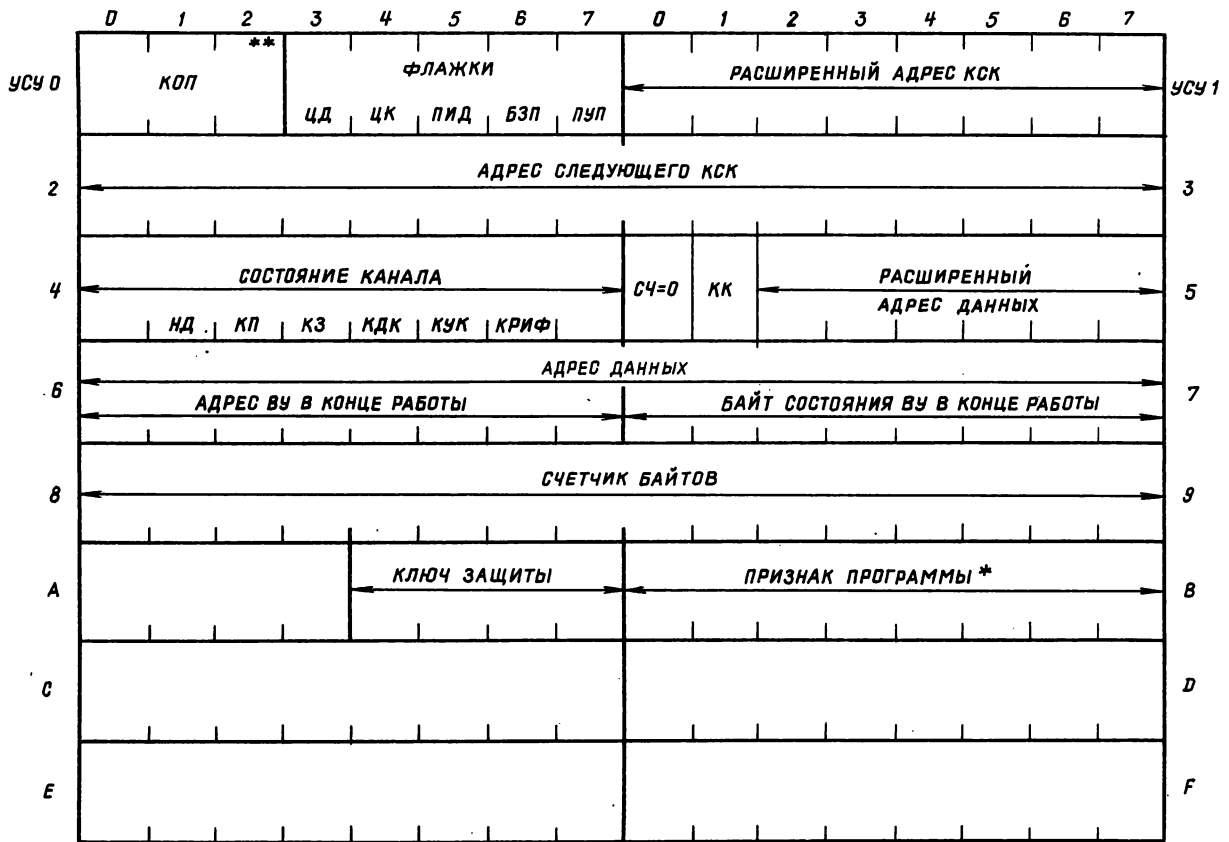 0 1 2 3 4 5 6 7 0 1 2 3 4 5 6 7
УСУ 0 КОП ** ФЛАЖКИ РАСШИРЕННЫЙ АДРЕС КСК УСУ 1
ЦД ЦК ПИД БЗП ПУП
2 АДРЕС СЛЕДУЮЩЕГО КСК 3
4 СОСТОЯНИЕ КАНАЛА СЧ=0 КК РАСШИРЕННЫЙ 5
АДРЕС ДАННЫХ
НД КП КЗ КДК КУК КРИФ
6 АДРЕС ДАННЫХ 7
АДРЕС ВУ В КОНЦЕ РАБОТЫ БАЙТ СОСТОЯНИЯ ВУ В КОНЦЕ РАБОТЫ
8 СЧЕТЧИК БАЙТОВ 9
A КЛЮЧ ЗАЩИТЫ ПРИЗНАК ПРОГРАММЫ * B
C D
E F